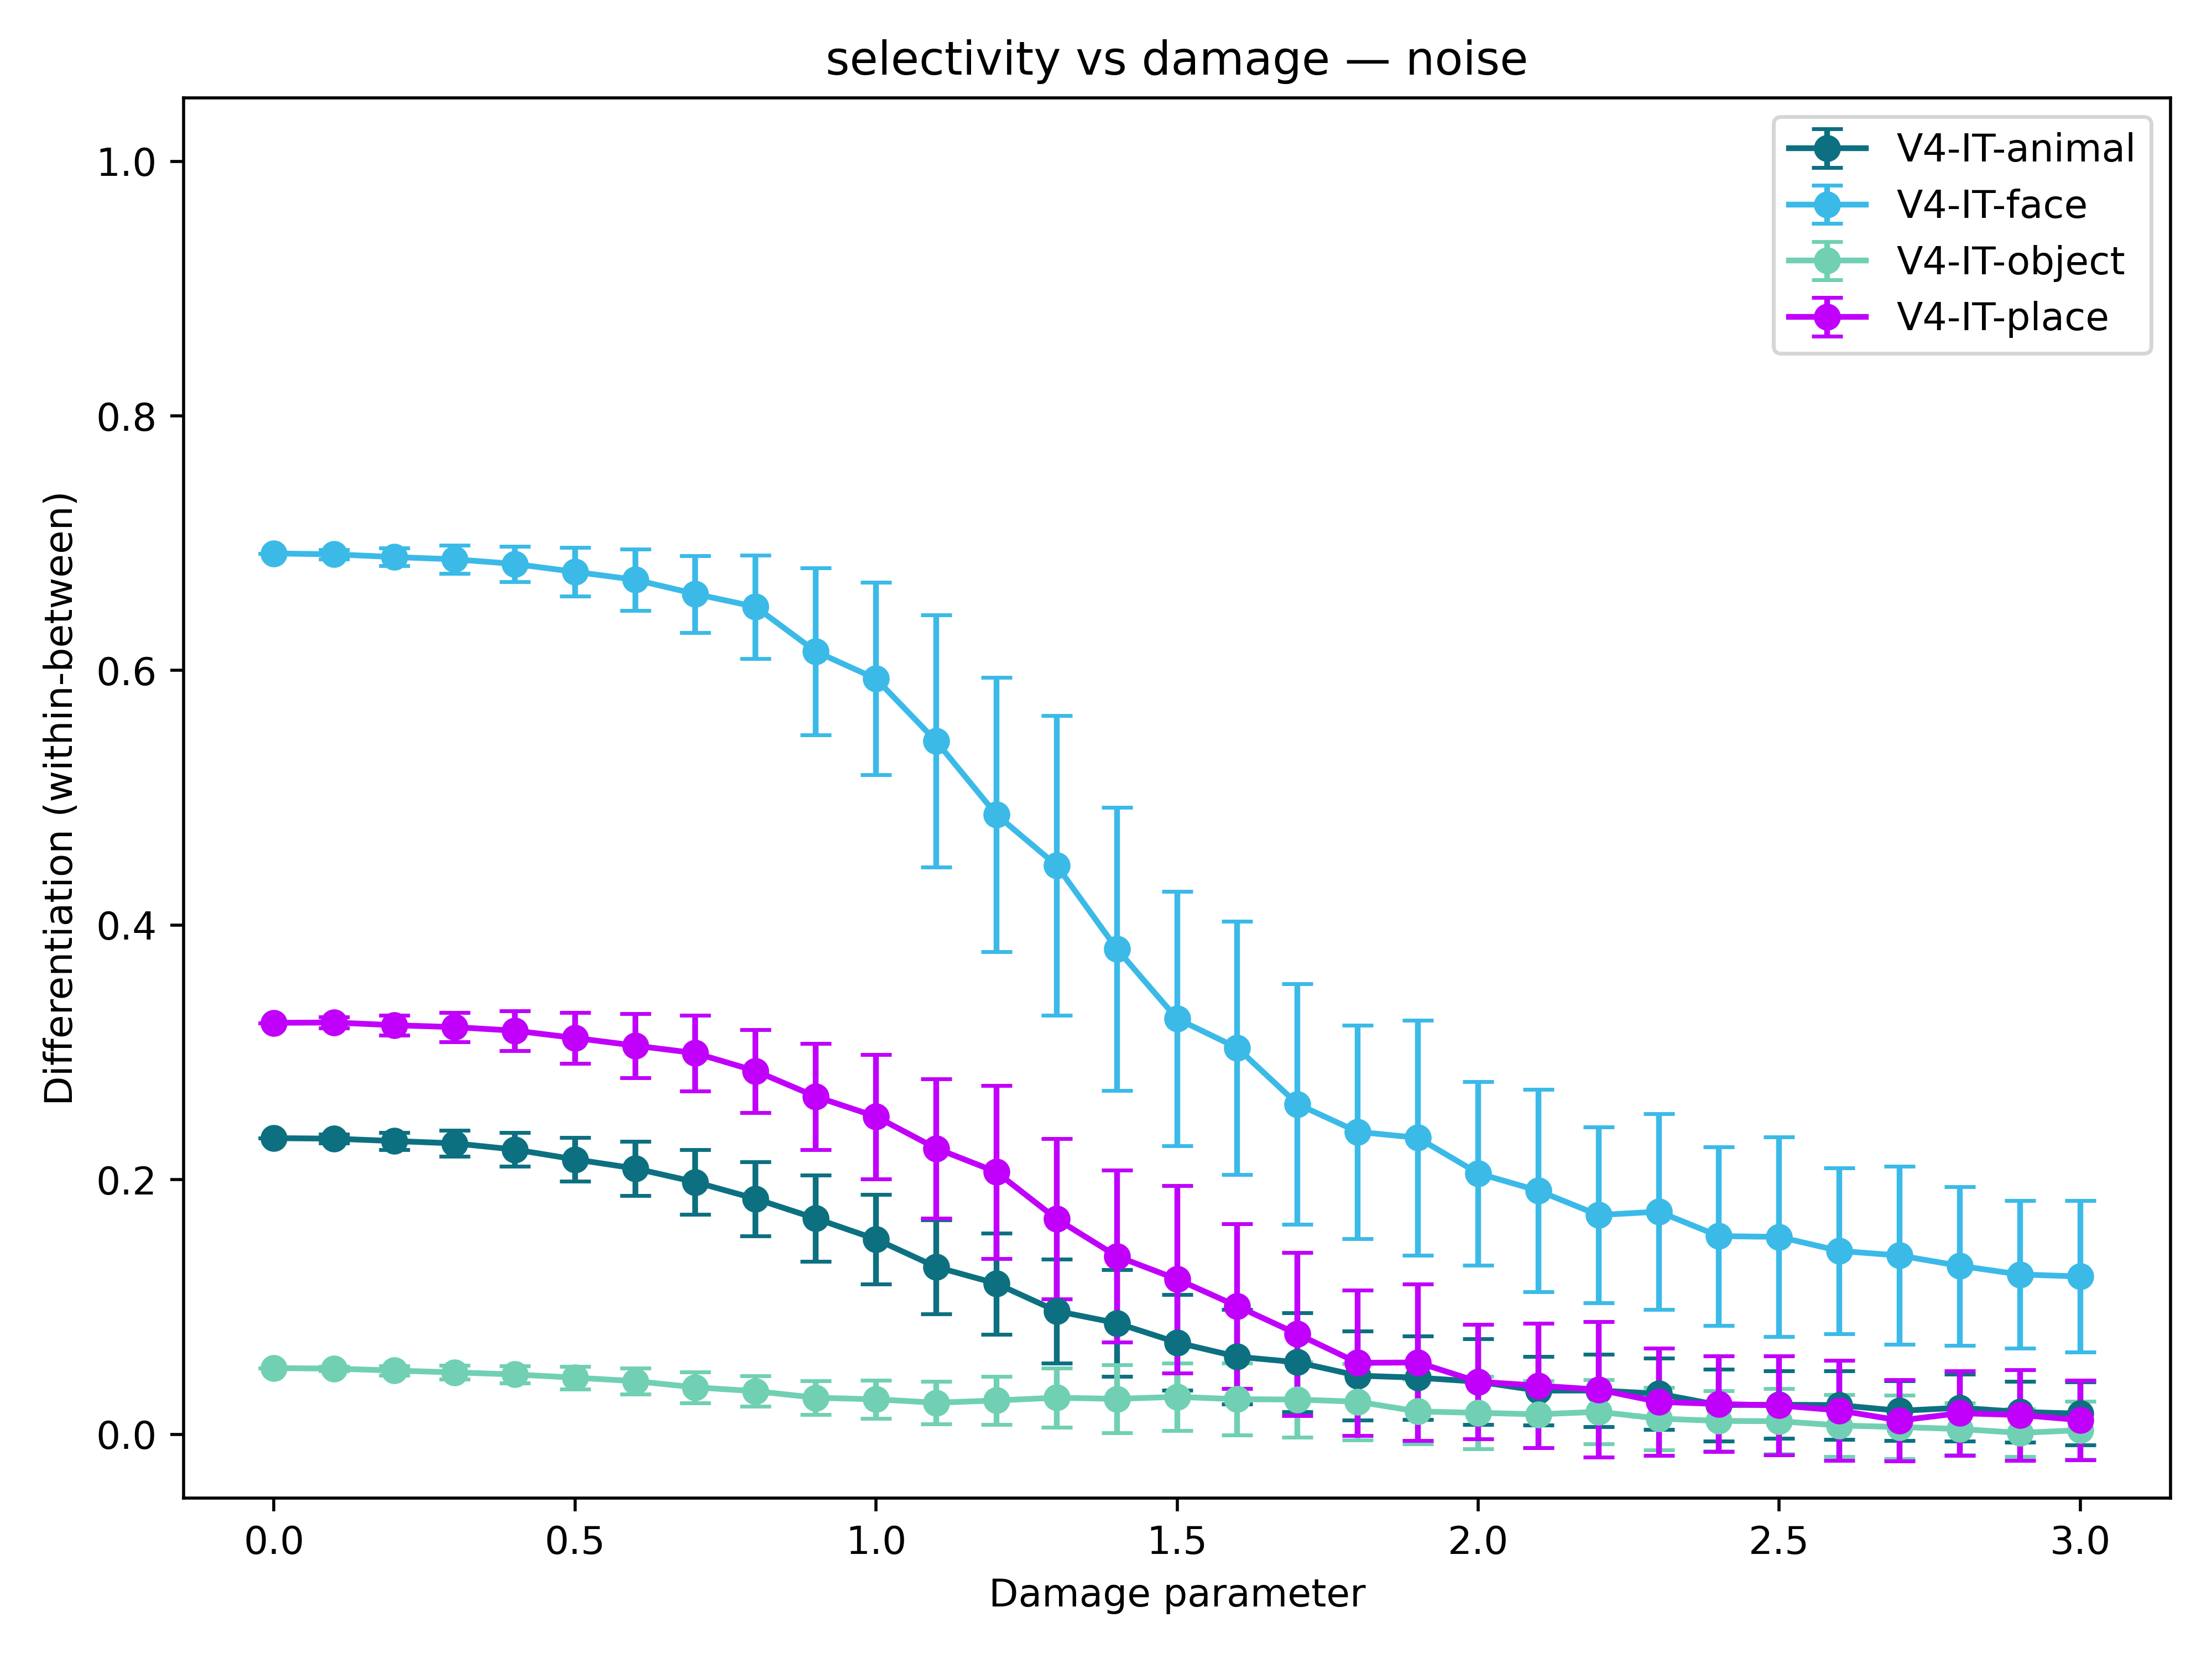 selectivity vs damage — noise
1.0
0.8
0.6
0.4
0.2
0.0
Differentiation (within-between)
V4-IT-animal
V4-IT-face
V4-IT-object
V4-IT-place
0.0 0.5 1.0 1.5 2.0 2.5 3.0
Damage parameter